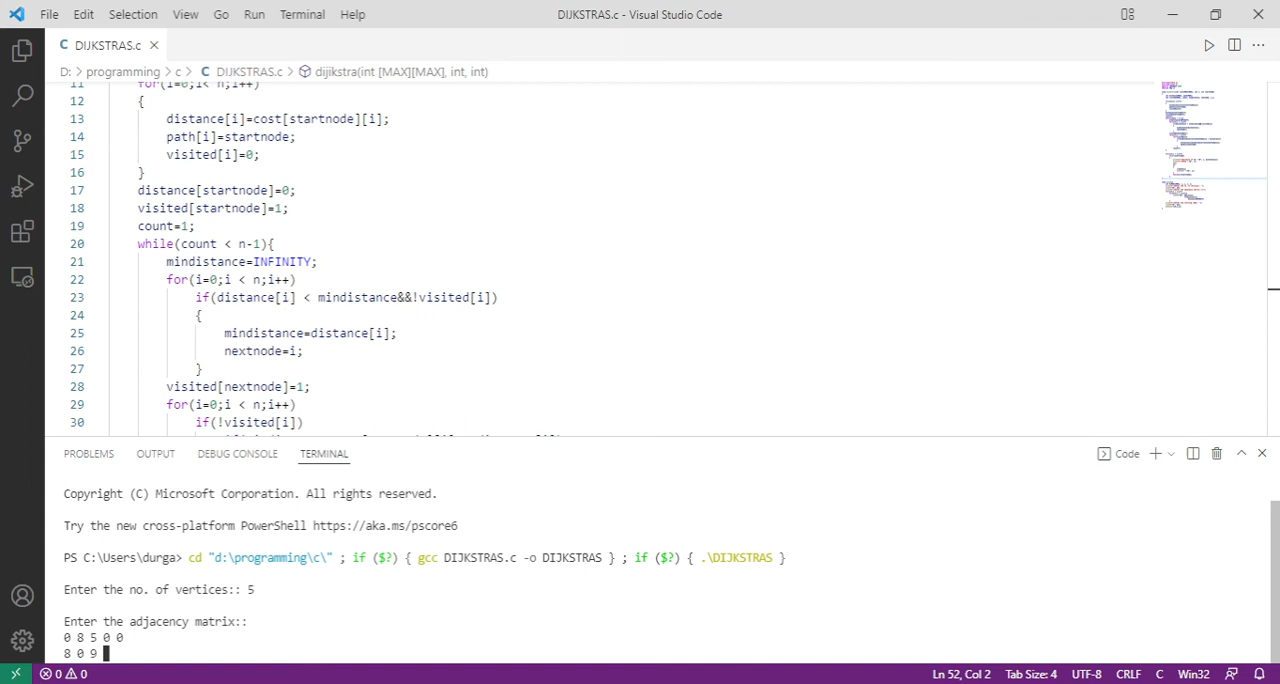 File Edit Selection View Go Run Terminal Help DIJKSTRAS.c - Visual Studio Code
C DIJKSTRAS.c
D: > programming > c > C DIJKSTRAS.c > dijikstra(int [MAX][MAX], int, int)
11 for(i=0;i< n;i++)
12 {
13 distance[i]=cost[startnode][i];
14 path[i]=startnode;
15 visited[i]=0;
16 }
17 distance[startnode]=0;
18 visited[startnode]=1;
19 count=1;
20 while(count < n-1){
21 mindistance=INFINITY;
22 for(i=0;i < n;i++)
23 if(distance[i] < mindistance&&!visited[i])
24 {
25 mindistance=distance[i];
26 nextnode=i;
27 }
28 visited[nextnode]=1;
29 for(i=0;i < n;i++)
30 if(!visited[i])
PROBLEMS OUTPUT DEBUG CONSOLE TERMINAL Code
Copyright (C) Microsoft Corporation. All rights reserved.
Try the new cross-platform PowerShell https://aka.ms/pscore6
PS C:\Users\durga> cd "d:\programming\c\" ; if ($?) { gcc DIJKSTRAS.c -o DIJKSTRAS } ; if ($?) { .\DIJKSTRAS }
Enter the no. of vertices:: 5
Enter the adjacency matrix::
0 8 5 0 0
8 0 9
0 0 Ln 52, Col 2 Tab Size: 4 UTF-8 CRLF C Win32